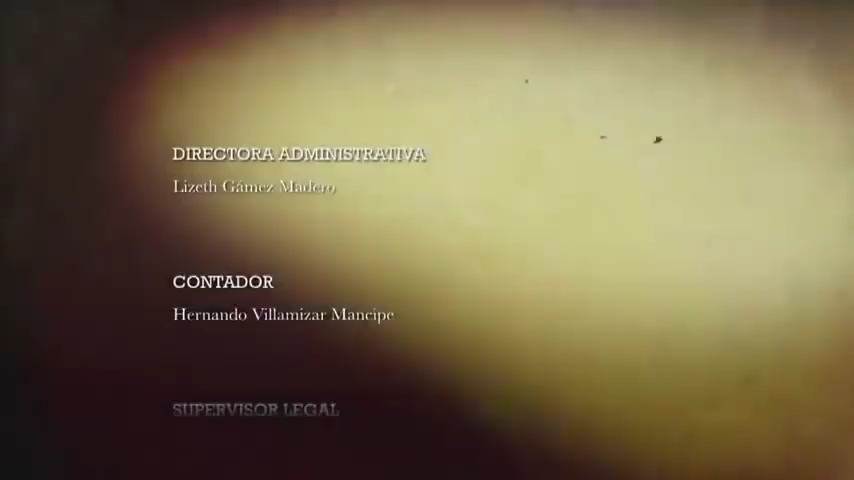 DIRECTORA ADMINISTRATIVA
Lizeth Gámez Madero
CONTADOR
Hernando Villamizar Mancipe
SUPERVISOR LEGAL